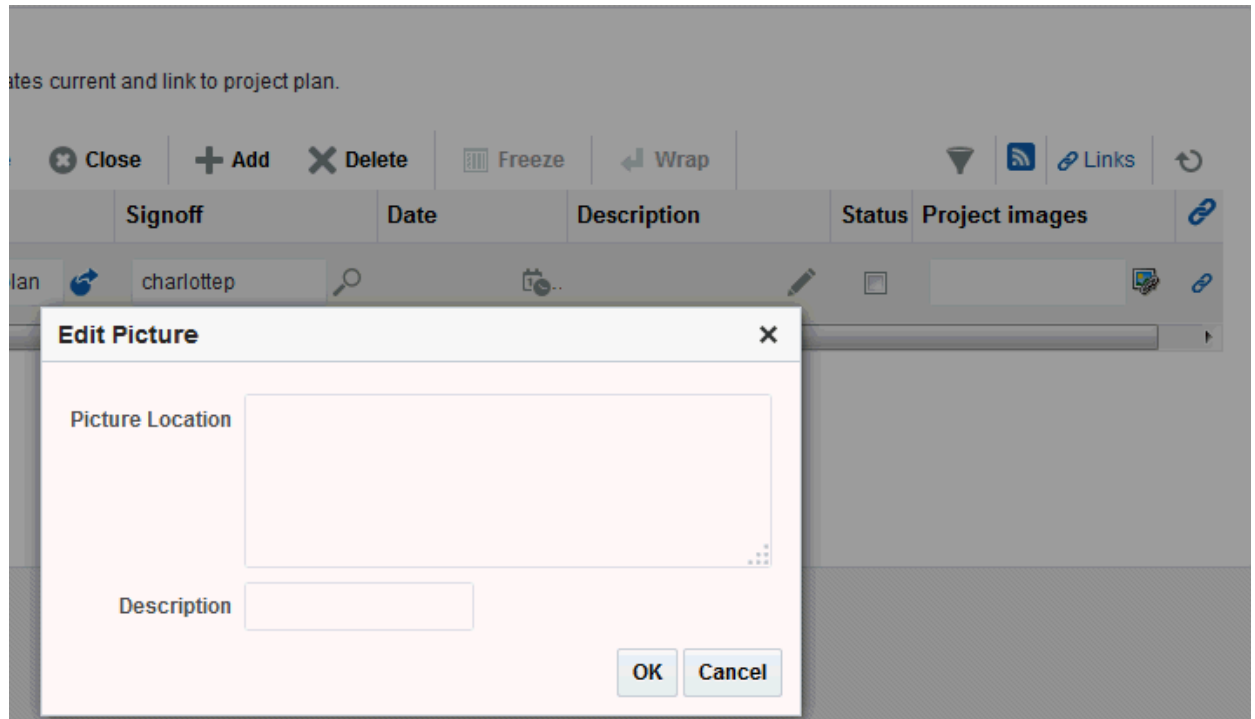 ates current and link to project plan.
Close Add Delete Freeze Wrap Links
Signoff Date Description Status Project images
lan charlottep
Edit Picture
Picture Location
Description
OK Cancel